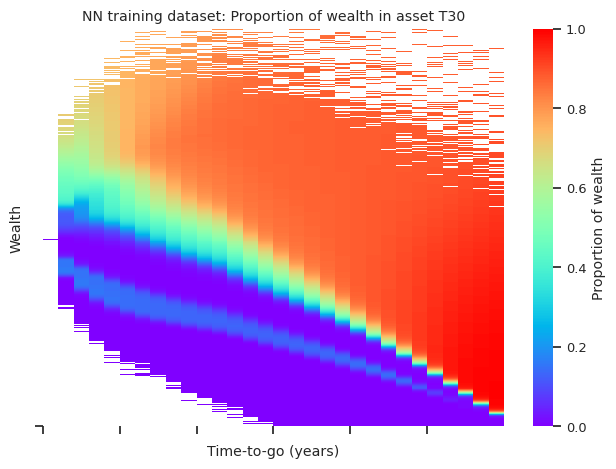 NN training dataset: Proportion of wealth in asset T30
Wealth
Time-to-go (years)
1.0
0.8
0.6
0.4
0.2
0.0
Proportion of wealth